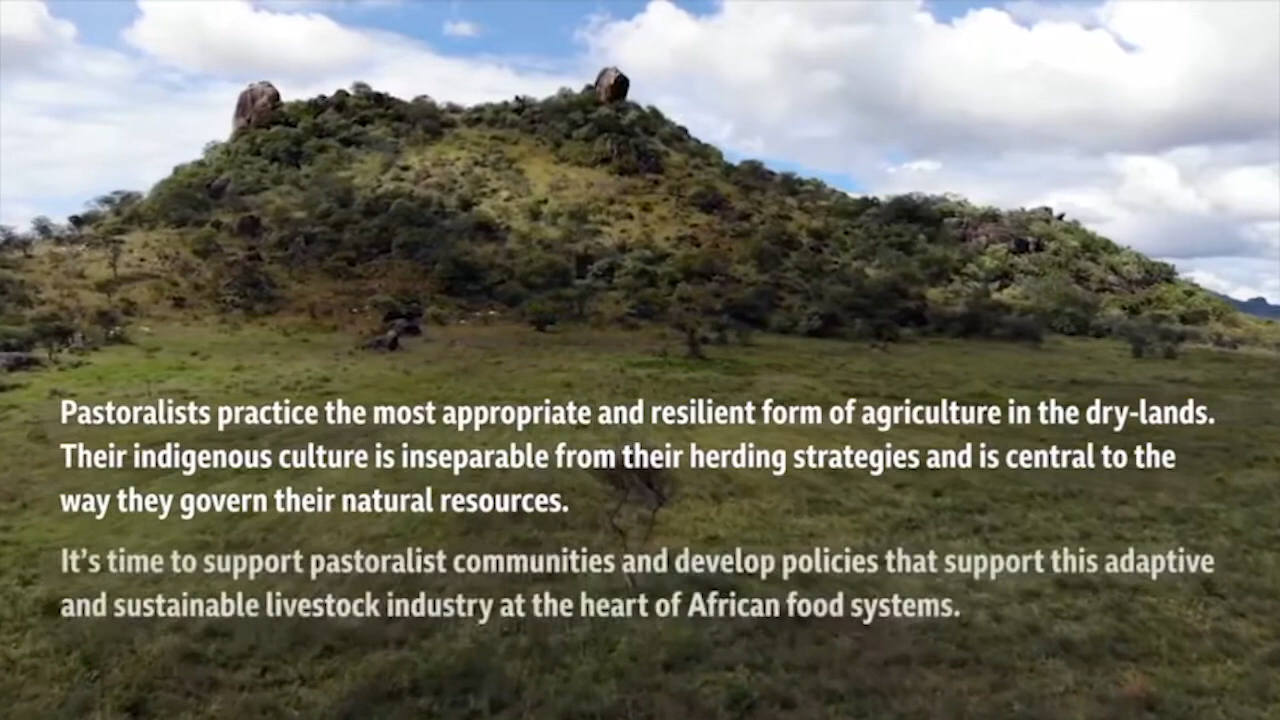 Pastoralists practice the most appropriate and resilient form of agriculture in the dry-lands.
Their indigenous culture is inseparable from their herding strategies and is central to the
way they govern their natural resources.
It’s time to support pastoralist communities and develop policies that support this adaptive
and sustainable livestock industry at the heart of African food systems.